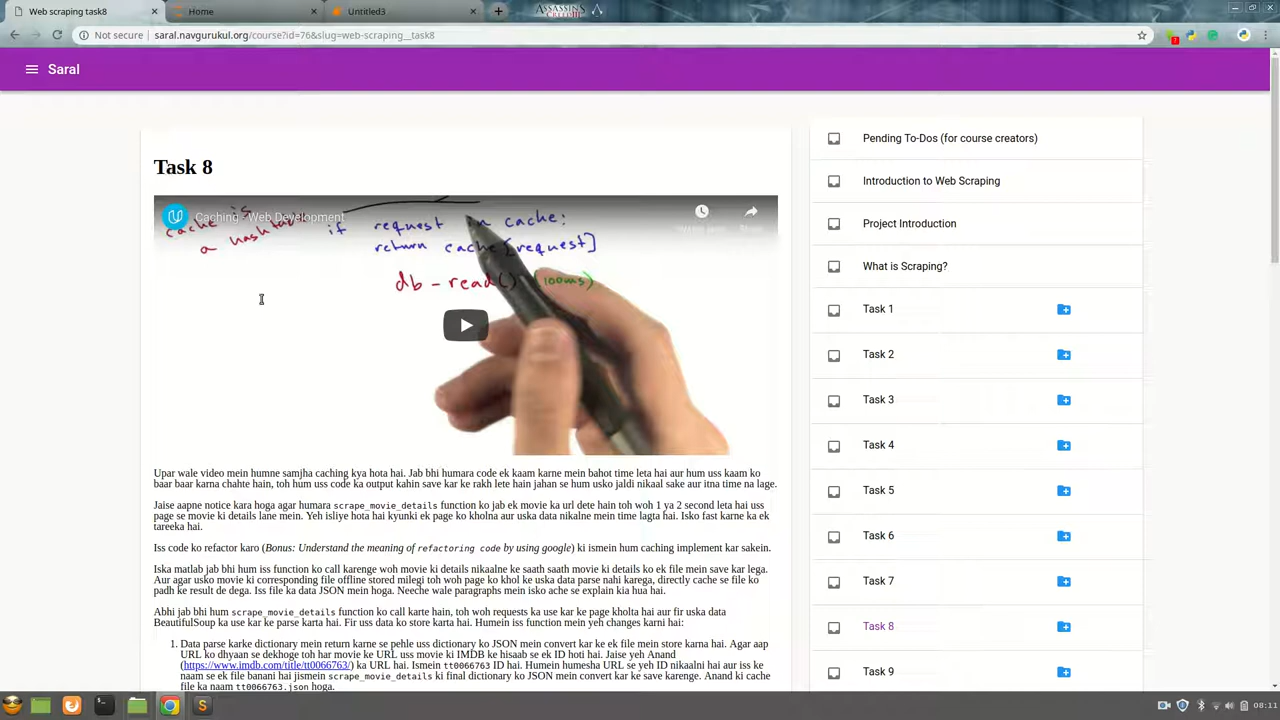 Web scraping task8
Home
Untitled3
ASSASSIN'S
Not secure | saral.navgurukul.org/course?id=76&slug=web-scraping__task8
Saral
Task 8
Caching - Web Development
cache is
a hashtable
if request in cache:
return cache[request]
db - read() (100ms)
Upar wale video mein humne samjha caching kya hota hai. Jab bhi humara code ek kaam karne mein bahot time leta hai aur hum uss kaam ko
baar baar karna chahte hain, toh hum uss code ka output kahin save kar ke rakh lete hain jahan se hum usko jaldi nikaal sake aur itna time na lage.
Jaise aapne notice kara hoga agar humara scrape_movie_details function ko jab ek movie ka url dete hain toh woh 1 ya 2 second leta hai uss
page se movie ki details lane mein. Yeh isliye hota hai kyunki ek page ko kholna aur uska data nikalne mein time lagta hai. Isko fast karne ka ek
tareeka hai.
Iss code ko refactor karo (Bonus: Understand the meaning of refactoring code by using google) ki ismein hum caching implement kar sakein.
Iska matlab jab bhi hum iss function ko call karenge woh movie ki details nikaalne ke saath saath movie ki details ko ek file mein save kar lega.
Aur agar usko movie ki corresponding file offline stored milegi toh woh page ko khol ke uska data parse nahi karega, directly cache se file ko
padh ke result de dega. Iss file ka data JSON mein hoga. Neeche wale paragraphs mein isko ache se explain kia hua hai.
Abhi jab bhi hum scrape_movie_details function ko call karte hain, toh woh requests ka use kar ke page kholta hai aur fir uska data
BeautifulSoup ka use kar ke parse karta hai. Fir uss data ko store karta hai. Humein iss function mein yeh changes karni hai:
1. Data parse karke dictionary mein return karne se pehle uss dictionary ko JSON mein convert kar ke ek file mein store karna hai. Agar aap
URL ko dhyaan se dekhoge toh har movie ke URL uss movie ki IMDB ke hisaab se ek ID hoti hai. Jaise yeh Anand
(https://www.imdb.com/title/tt0066763/) ka URL hai. Ismein tt0066763 ID hai. Humein humesha URL se yeh ID nikaalni hai aur iss ke
naam se ek file banani hai jismein scrape_movie_details ki final dictionary ko JSON mein convert kar ke save karenge. Anand ki cache
file ka naam tt0066763.json hoga.
Pending To-Dos (for course creators)
Introduction to Web Scraping
Project Introduction
What is Scraping?
Task 1
Task 2
Task 3
Task 4
Task 5
Task 6
Task 7
Task 8
Task 9
08:11